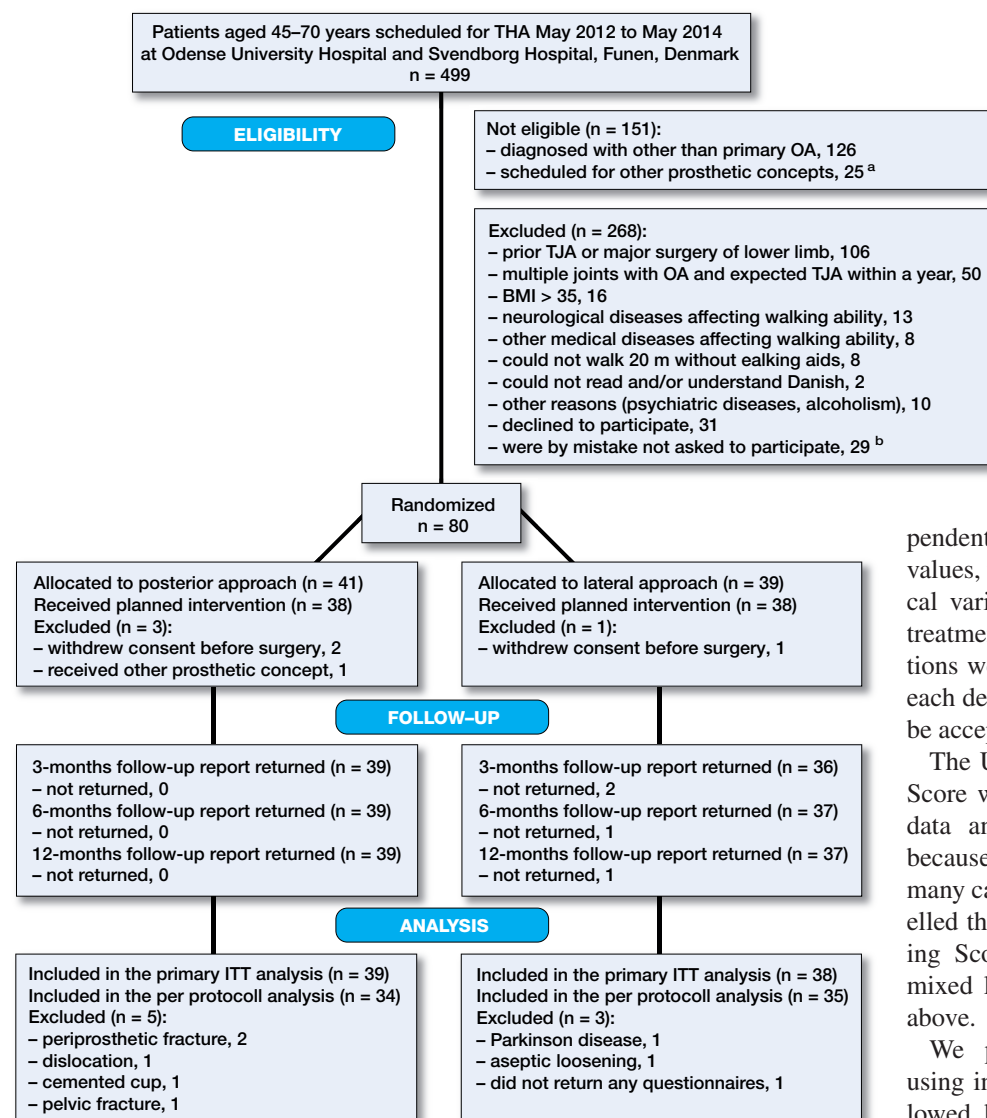 Patients aged 45–70 years scheduled for THA May 2012 to May 2014
at Odense University Hospital and Svendborg Hospital, Funen, Denmark
n = 499
ELIGIBILITY
Not eligible (n = 151):
– diagnosed with other than primary OA, 126
– scheduled for other prosthetic concepts, 25 a
Excluded (n = 268):
– prior TJA or major surgery of lower limb, 106
– multiple joints with OA and expected TJA within a year, 50
– BMI > 35, 16
– neurological diseases affecting walking ability, 13
– other medical diseases affecting walking ability, 8
– could not walk 20 m without ealking aids, 8
– could not read and/or understand Danish, 2
– other reasons (psychiatric diseases, alcoholism), 10
– declined to participate, 31
– were by mistake not asked to participate, 29 b
Randomized
n = 80
Allocated to posterior approach (n = 41)
Received planned intervention (n = 38)
Excluded (n = 3):
– withdrew consent before surgery, 2
– received other prosthetic concept, 1
Allocated to lateral approach (n = 39)
Received planned intervention (n = 38)
Excluded (n = 1):
– withdrew consent before surgery, 1
FOLLOW–UP
3-months follow-up report returned (n = 39)
– not returned, 0
6-months follow-up report returned (n = 39)
– not returned, 0
12-months follow-up report returned (n = 39)
– not returned, 0
3-months follow-up report returned (n = 36)
– not returned, 2
6-months follow-up report returned (n = 37)
– not returned, 1
12-months follow-up report returned (n = 37)
– not returned, 1
ANALYSIS
Included in the primary ITT analysis (n = 39)
Included in the per protocoll analysis (n = 34)
Excluded (n = 5):
– periprosthetic fracture, 2
– dislocation, 1
– cemented cup, 1
– pelvic fracture, 1
Included in the primary ITT analysis (n = 38)
Included in the per protocoll analysis (n = 35)
Excluded (n = 3):
– Parkinson disease, 1
– aseptic loosening, 1
– did not return any questionnaires, 1
pendent
values,
cal vari
treatme
tions we
each de
be accep
The U
Score w
data an
because
many ca
elled th
ing Sco
mixed l
above.
We p
using in
lowed b